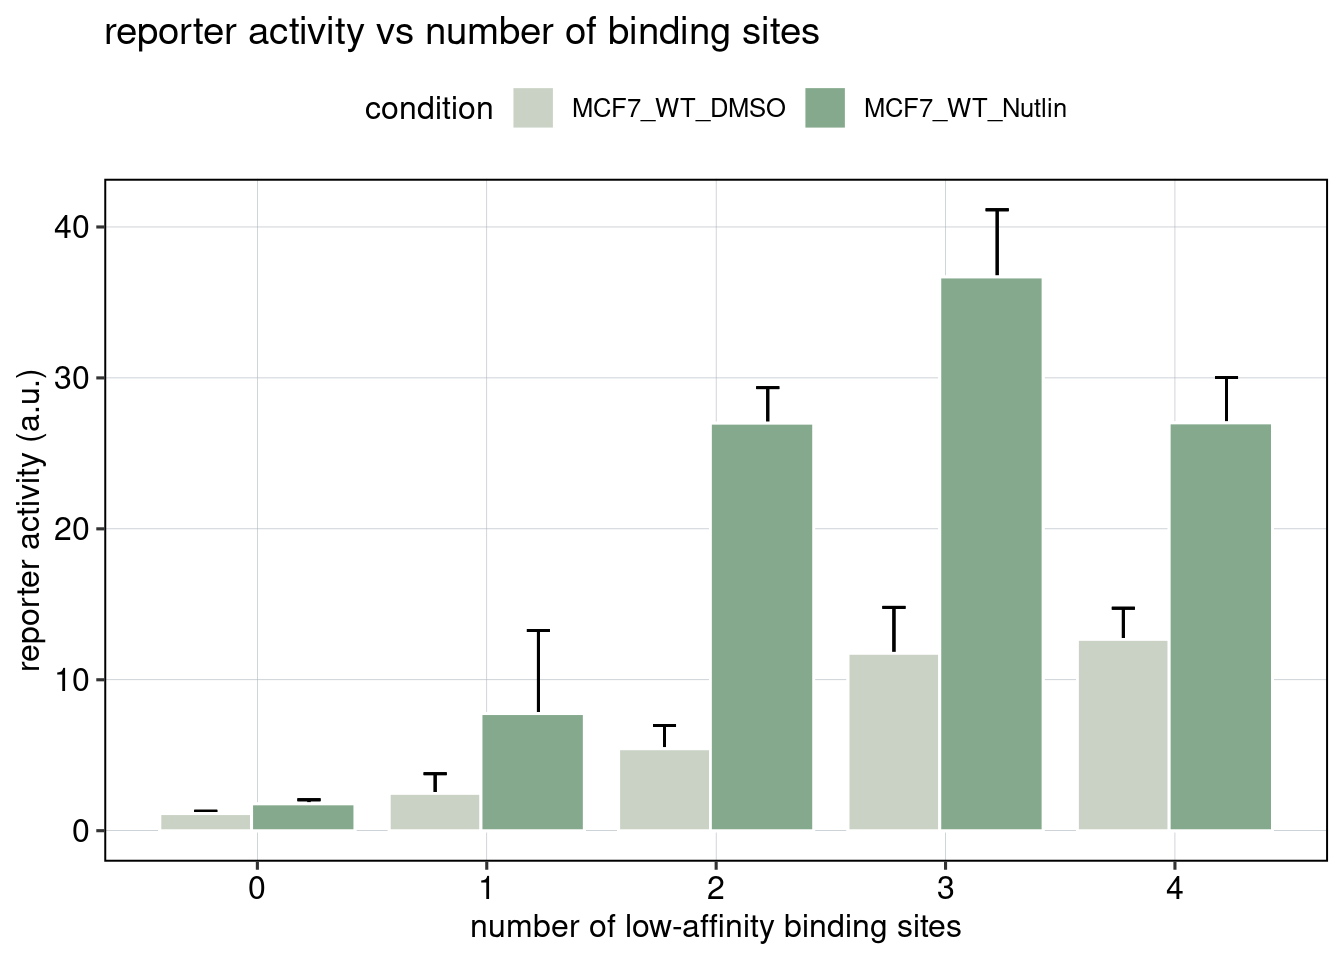 reporter activity vs number of binding sites
condition MCF7_WT_DMSO MCF7_WT_Nutlin
reporter activity (a.u.)
40
30
20
10
0
0 1 2 3 4
number of low-affinity binding sites